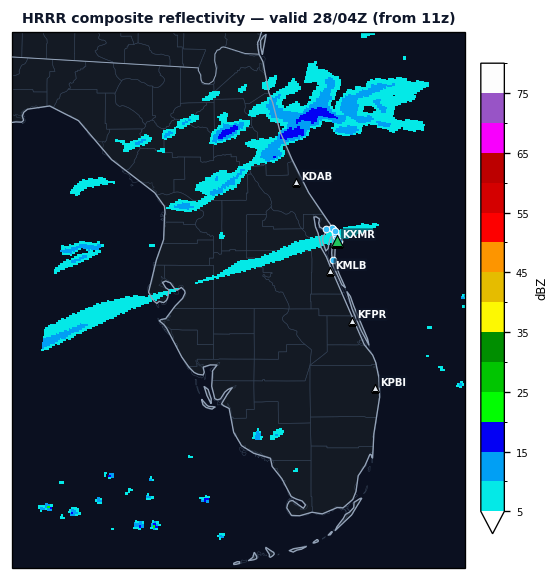 HRRR composite reflectivity — valid 28/04Z (from 11z)
KDAB
KXMR
KMLB
KFPR
KPBI
75
65
55
45
35
25
15
5
dBZ